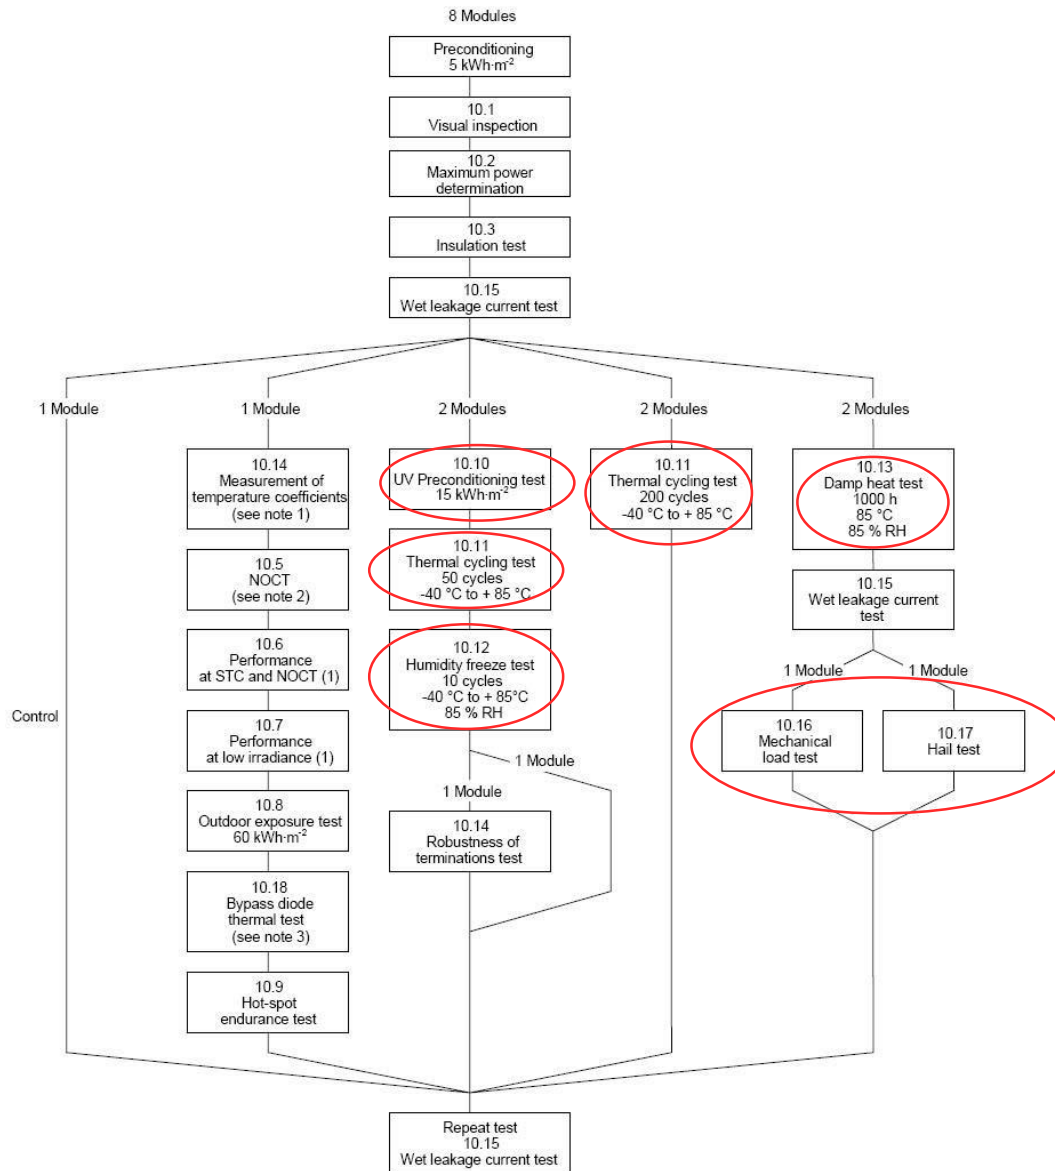 8 Modules
Preconditioning
5 kWh·m-2
10.1
Visual inspection
10.2
Maximum power
determination
10.3
Insulation test
10.15
Wet leakage current test
1 Module
1 Module
2 Modules
2 Modules
2 Modules
10.14
Measurement of
temperature coefficients
(see note 1)
10.5
NOCT
(see note 2)
10.6
Performance
at STC and NOCT (1)
10.7
Performance
at low irradiance (1)
10.8
Outdoor exposure test
60 kWh·m-2
10.18
Bypass diode
thermal test
(see note 3)
10.9
Hot-spot
endurance test
Control
10.10
UV Preconditioning test
15 kWh·m-2
10.11
Thermal cycling test
50 cycles
-40 °C to + 85 °C
10.12
Humidity freeze test
10 cycles
-40 °C to + 85°C
85 % RH
1 Module
1 Module
10.14
Robustness of
terminations test
10.11
Thermal cycling test
200 cycles
-40 °C to + 85 °C
10.13
Damp heat test
1000 h
85 °C
85 % RH
10.15
Wet leakage current
test
1 Module
1 Module
10.16
Mechanical
load test
10.17
Hail test
Repeat test
10.15
Wet leakage current test